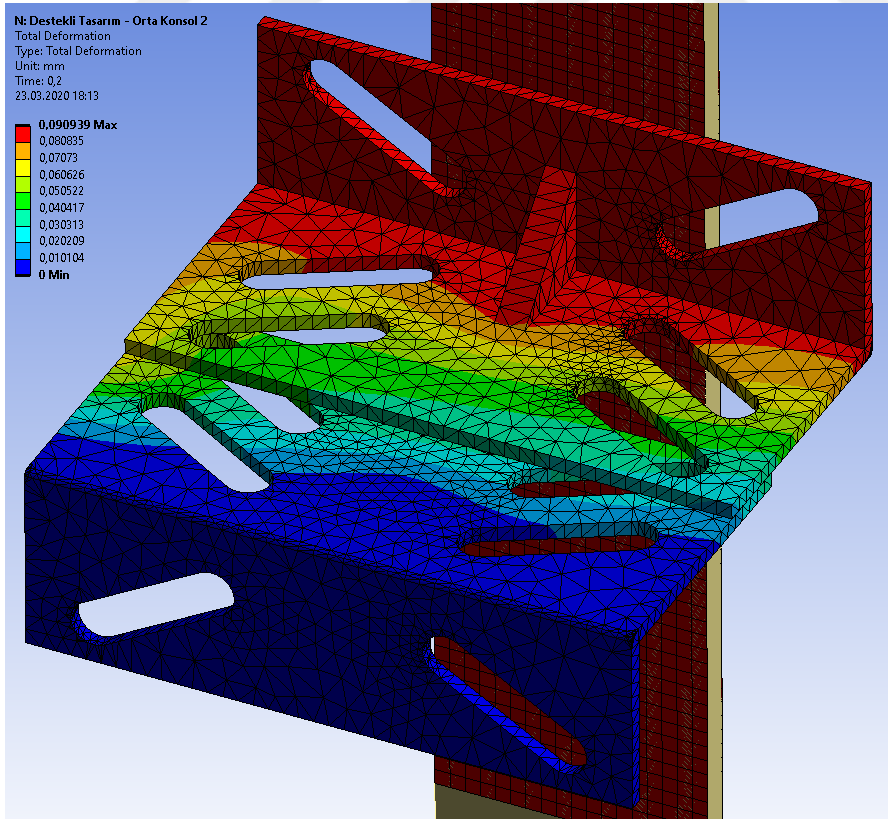 N: Destekli Tasarım - Orta Konsol 2
Total Deformation
Type: Total Deformation
Unit: mm
Time: 0,2
23.03.2020 18:13
0,090939 Max
0,080835
0,07073
0,060626
0,050522
0,040417
0,030313
0,020209
0,010104
0 Min